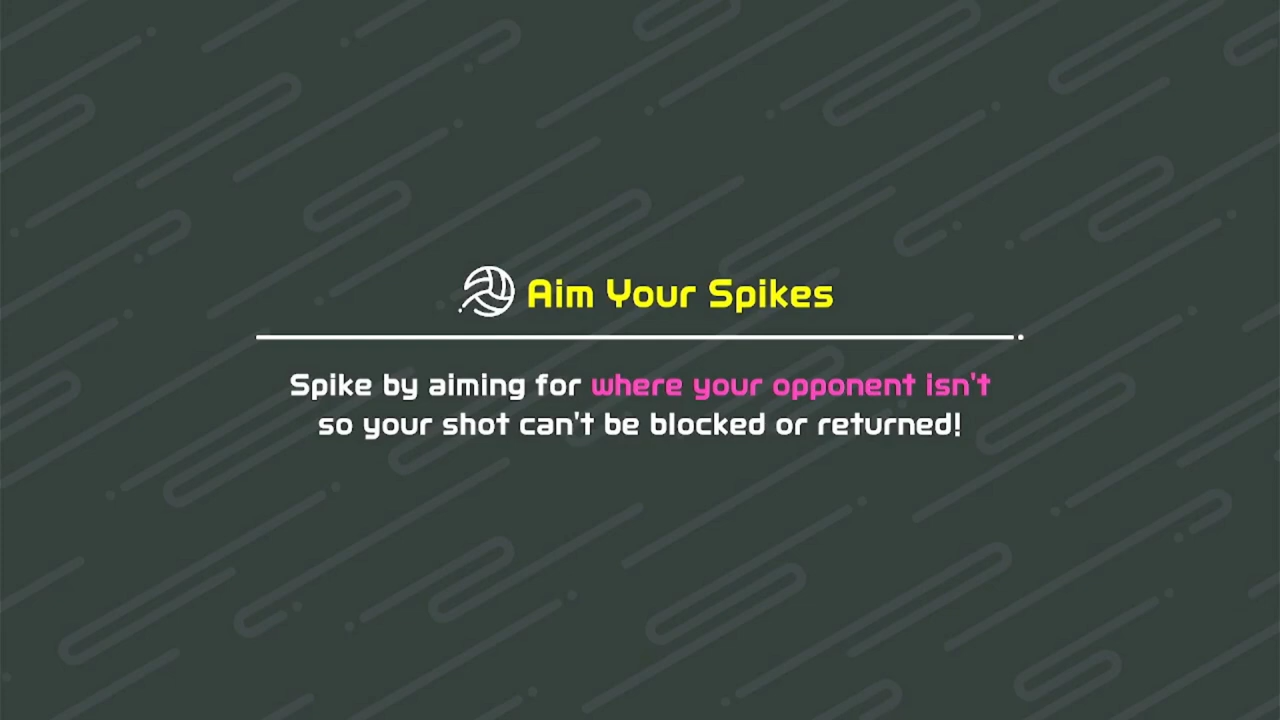 Aim Your Spikes
Spike by aiming for where your opponent isn't
so your shot can't be blocked or returned!